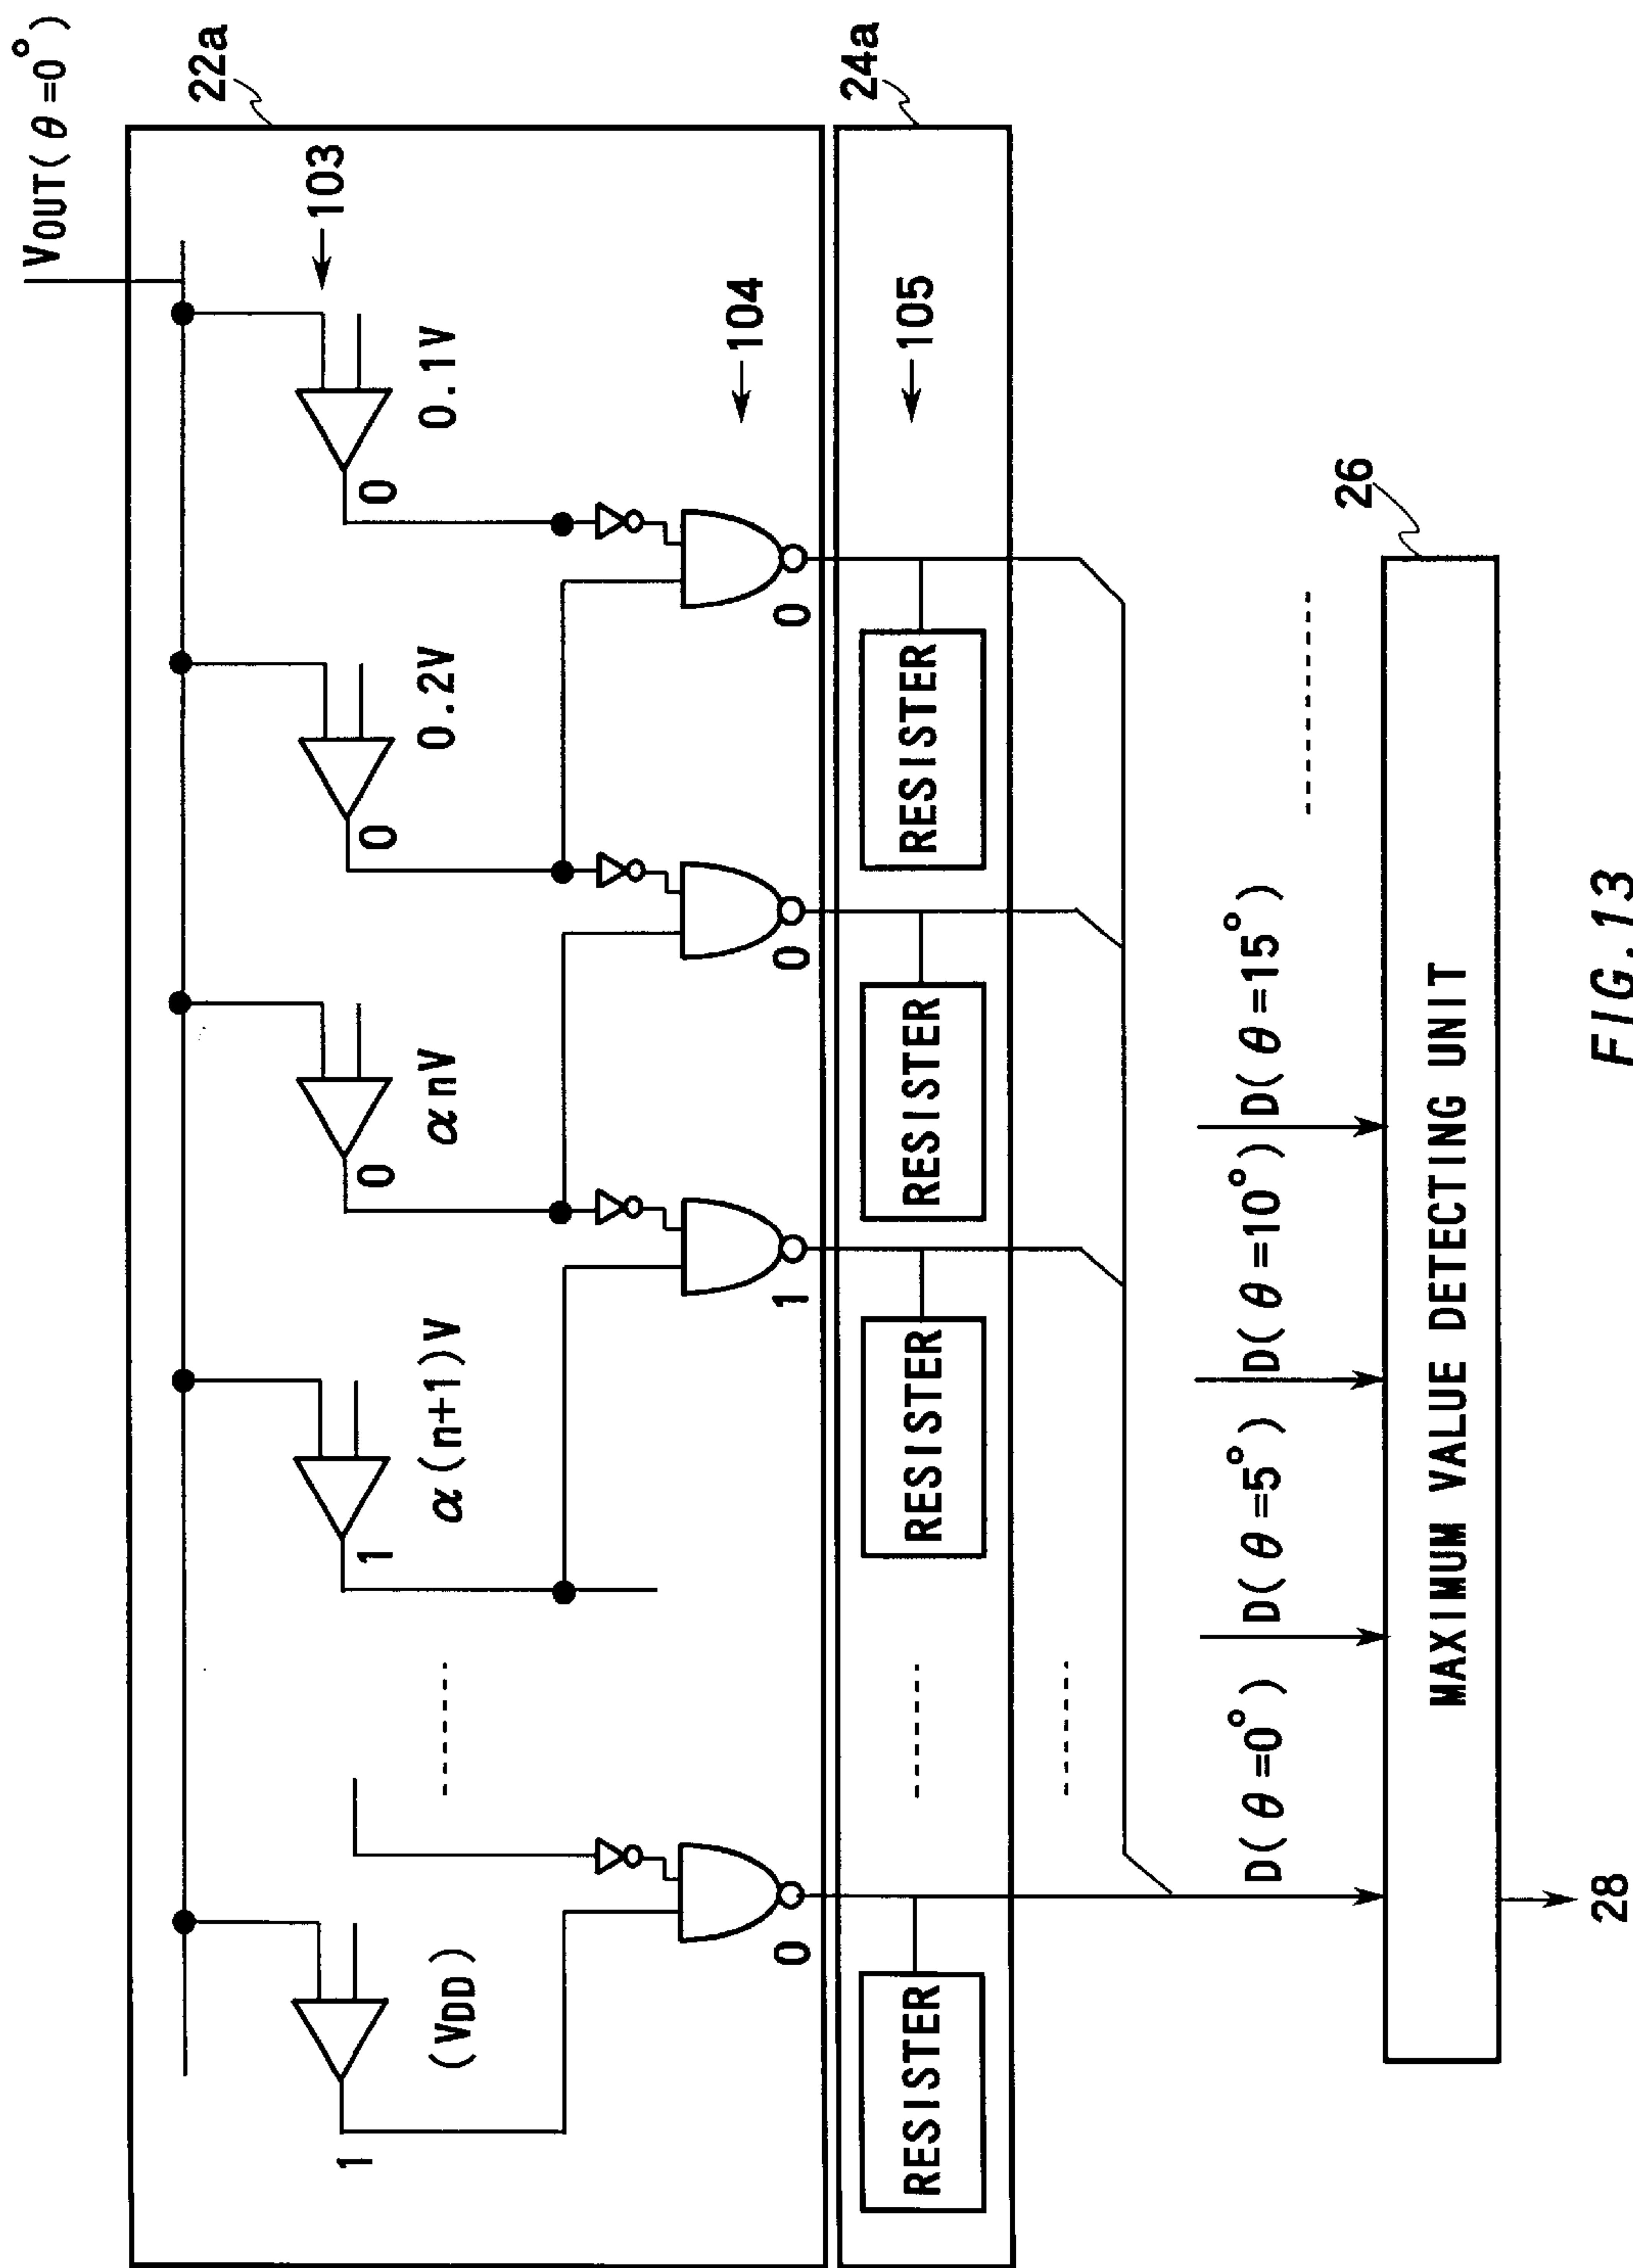 VOUT(θ=0°)
22a
103
0.1V
0.2V
αnV
α(n+1)V
(VDD)
0
0
0
1
1
104
0
0
1
0
24a
105
RESISTER
RESISTER
RESISTER
RESISTER
D(θ=0°)
D(θ=5°)
D(θ=10°)
D(θ=15°)
26
MAXIMUM VALUE DETECTING UNIT
28
FIG.13